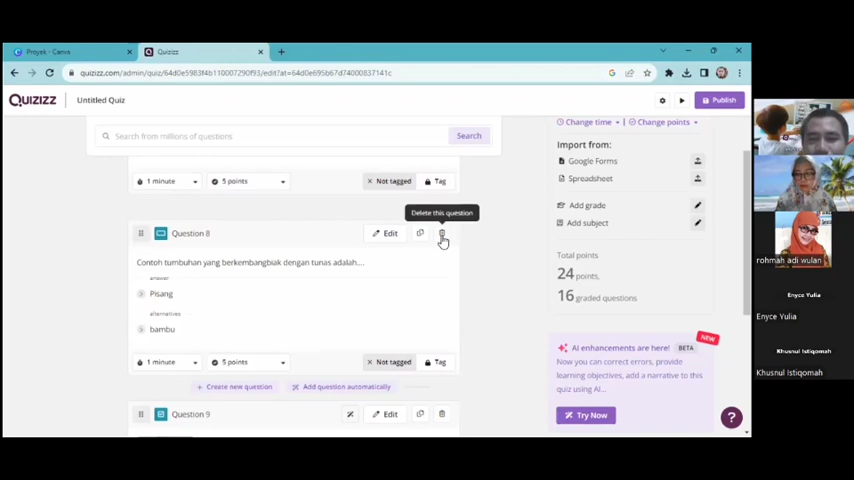 Proyek - Canva
Quizizz
quizizz.com/admin/quiz/64d0e5983f4b110007290f93/edit?at=64d0e695b67d74000837141c
QUIZIZZ
Untitled Quiz
Publish
Search from millions of questions
Search
Change time
Change points
Import from:
Google Forms
Spreadsheet
Add grade
Add subject
1 minute
5 points
Not tagged
Tag
Delete this question
Question 8
Edit
Contoh tumbuhan yang berkembangbiak dengan tunas adalah....
answer
Pisang
alternatives
bambu
1 minute
5 points
Not tagged
Tag
Create new question
Add question automatically
Question 9
Edit
Total points
24 points,
16 graded questions
NEW
AI enhancements are here!
BETA
Now you can correct errors, provide
learning objectives, add a narrative to this
quiz using AI...
Try Now
?
rohmah adi wulan
Enyce Yulia
Enyce Yulia
Khusnul Istiqomah
Khusnul Istiqomah